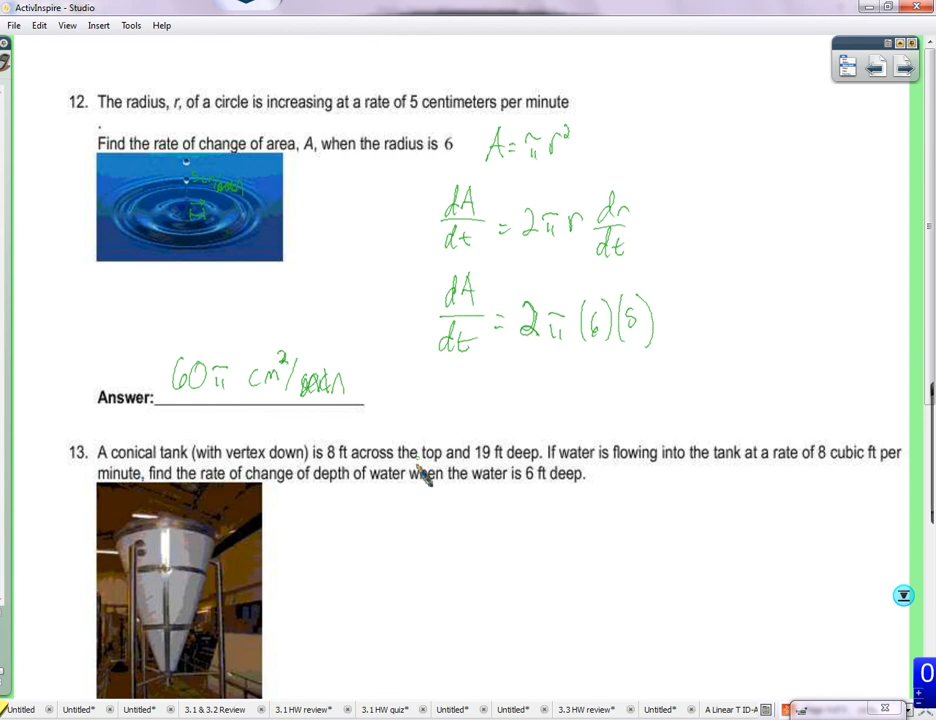 ActivInspire - Studio
File Edit View Insert Tools Help
12. The radius, r, of a circle is increasing at a rate of 5 centimeters per minute
.
Find the rate of change of area, A, when the radius is 6
A = π r²
dA/dt = 2 π r dr/dt
dA/dt = 2 π (6)(5)
60 π cm²/
Answer:
13. A conical tank (with vertex down) is 8 ft across the top and 19 ft deep. If water is flowing into the tank at a rate of 8 cubic ft per
minute, find the rate of change of depth of water when the water is 6 ft deep.
0
Untitled Untitled* Untitled* 3.1 & 3.2 Review 3.1 HW review* 3.1 HW quiz* Untitled* Untitled* 3.3 HW review* Untitled* A Linear T ID-A